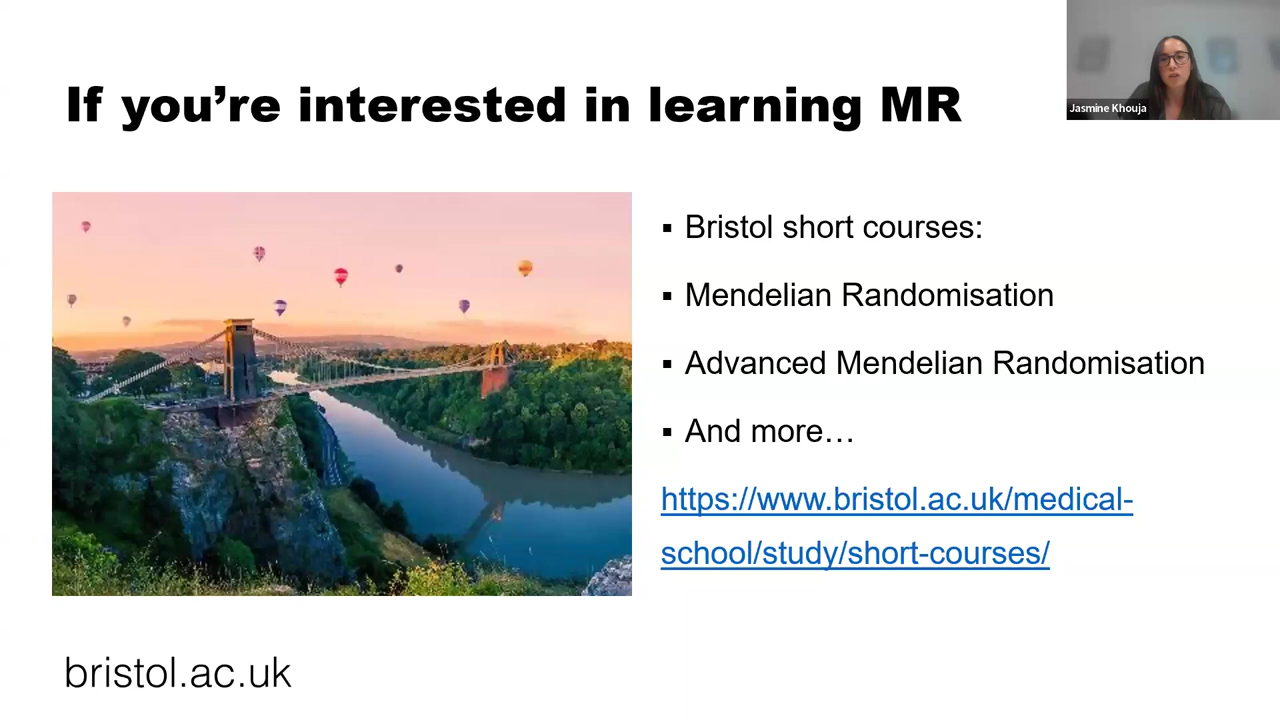 If you’re interested in learning MR
Jasmine Khouja
▪ Bristol short courses:
▪ Mendelian Randomisation
▪ Advanced Mendelian Randomisation
▪ And more…
https://www.bristol.ac.uk/medical-
school/study/short-courses/
bristol.ac.uk